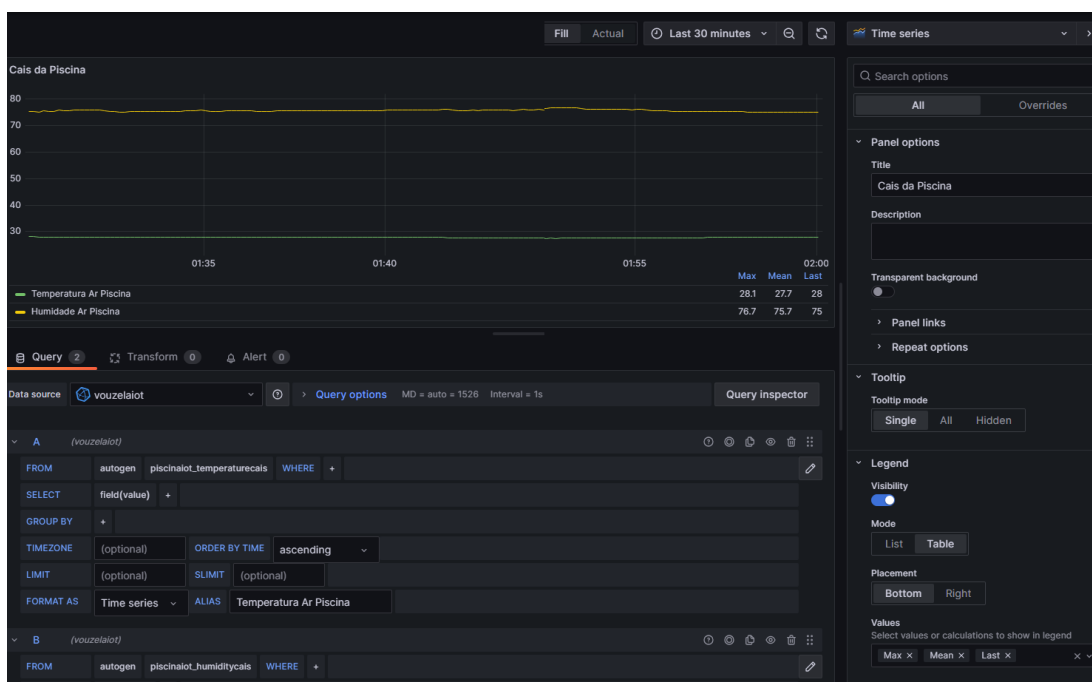 Fill Actual Last 30 minutes
Time series
Cais da Piscina
Search options
All Overrides
80
70
60
50
40
30
01:35 01:40 01:55 02:00
Max Mean Last
Temperatura Ar Piscina 28.1 27.7 28
Humidade Ar Piscina 76.7 75.7 75
Panel options
Title
Cais da Piscina
Description
Transparent background
Panel links
Repeat options
Query 2 Transform 0 Alert 0
Data source vouzelaiot Query options MD = auto = 1526 Interval = 1s Query inspector
A (vouzelaiot)
FROM autogen piscinaiot_temperaturecais WHERE +
SELECT field(value) +
GROUP BY +
TIMEZONE (optional) ORDER BY TIME ascending
LIMIT (optional) SLIMIT (optional)
FORMAT AS Time series ALIAS Temperatura Ar Piscina
B (vouzelaiot)
FROM autogen piscinaiot_humiditycais WHERE +
Tooltip
Tooltip mode
Single All Hidden
Legend
Visibility
Mode
List Table
Placement
Bottom Right
Values
Select values or calculations to show in legend
Max × Mean × Last ×